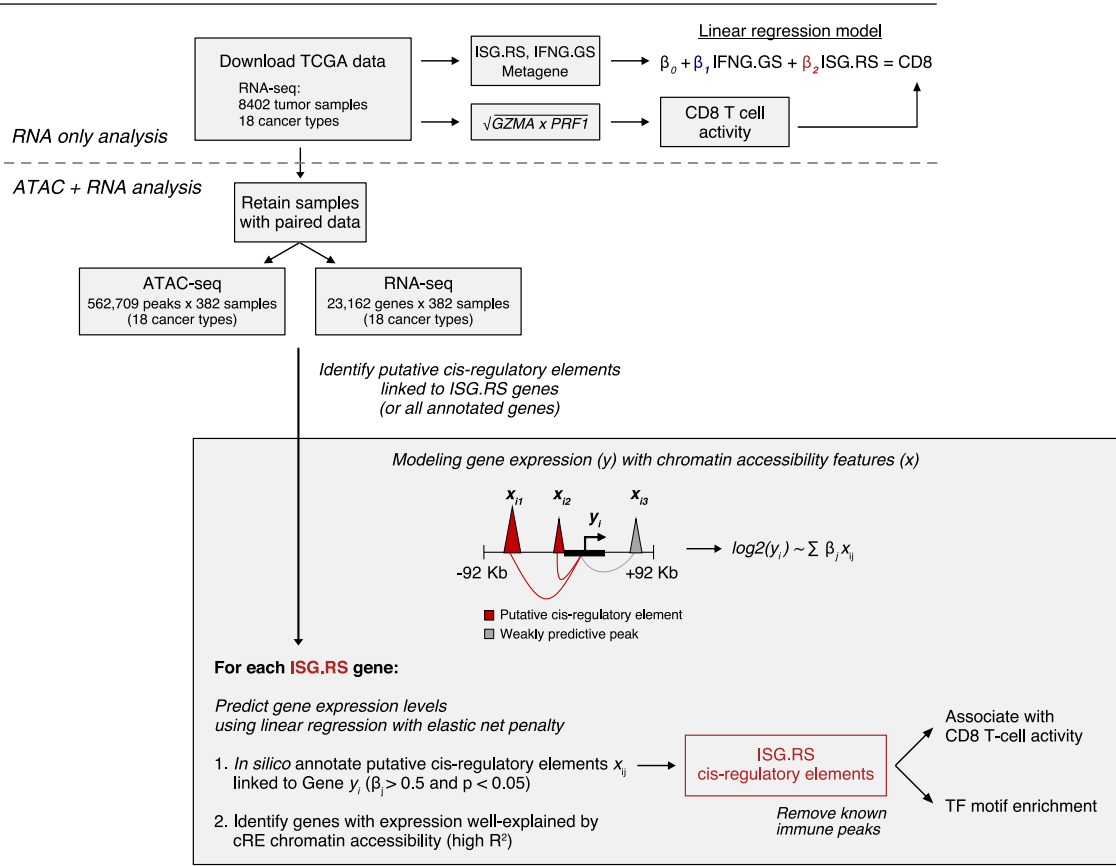 Linear regression model
Download TCGA data
RNA-seq:
8402 tumor samples
18 cancer types
ISG.RS, IFNG.GS
Metagene
β0 + β1 IFNG.GS + β2 ISG.RS = CD8
√GZMA x PRF1
CD8 T cell
activity
RNA only analysis
ATAC + RNA analysis
Retain samples
with paired data
ATAC-seq
562,709 peaks x 382 samples
(18 cancer types)
RNA-seq
23,162 genes x 382 samples
(18 cancer types)
Identify putative cis-regulatory elements
linked to ISG.RS genes
(or all annotated genes)
Modeling gene expression (y) with chromatin accessibility features (x)
xi1 xi2 xi3
yi
-92 Kb +92 Kb
log2(yi) ~ ∑ βj xij
Putative cis-regulatory element
Weakly predictive peak
For each ISG.RS gene:
Predict gene expression levels
using linear regression with elastic net penalty
1. In silico annotate putative cis-regulatory elements xij
linked to Gene yi (βj > 0.5 and p < 0.05)
2. Identify genes with expression well-explained by
cRE chromatin accessibility (high R²)
ISG.RS
cis-regulatory elements
Remove known
immune peaks
Associate with
CD8 T-cell activity
TF motif enrichment